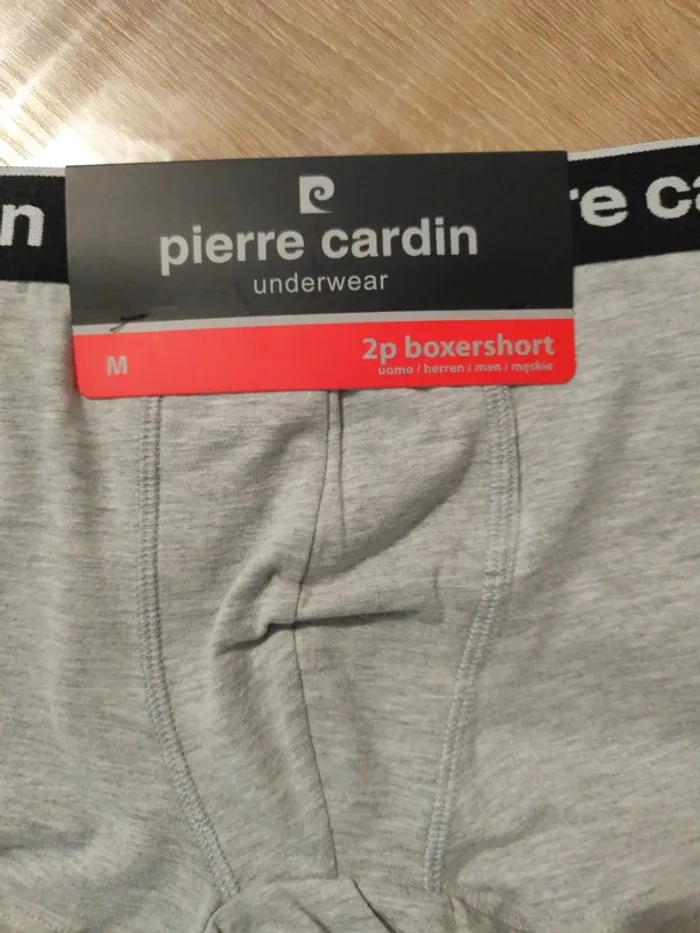 n
re ca
pierre cardin
underwear
M
2p boxershort
uomo / herren / men / męskie